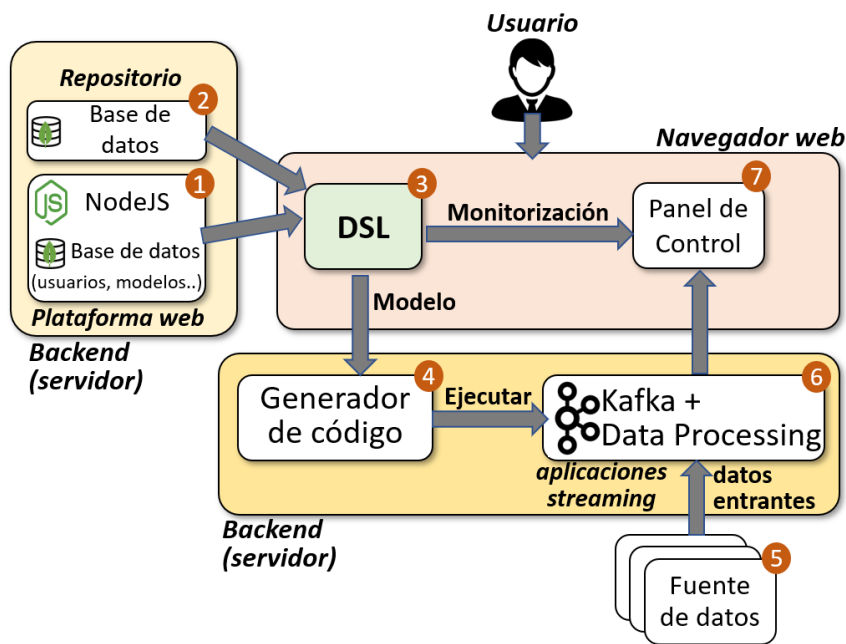 Usuario
Repositorio
2
Base de
datos
1
JS
NodeJS
Base de datos
(usuarios, modelos..)
Plataforma web
Backend
(servidor)
Navegador web
3
DSL
Monitorización
7
Panel de
Control
Modelo
4
Generador
de código
Ejecutar
6
Kafka +
Data Processing
aplicaciones
streaming
datos
entrantes
Backend
(servidor)
5
Fuente
de datos